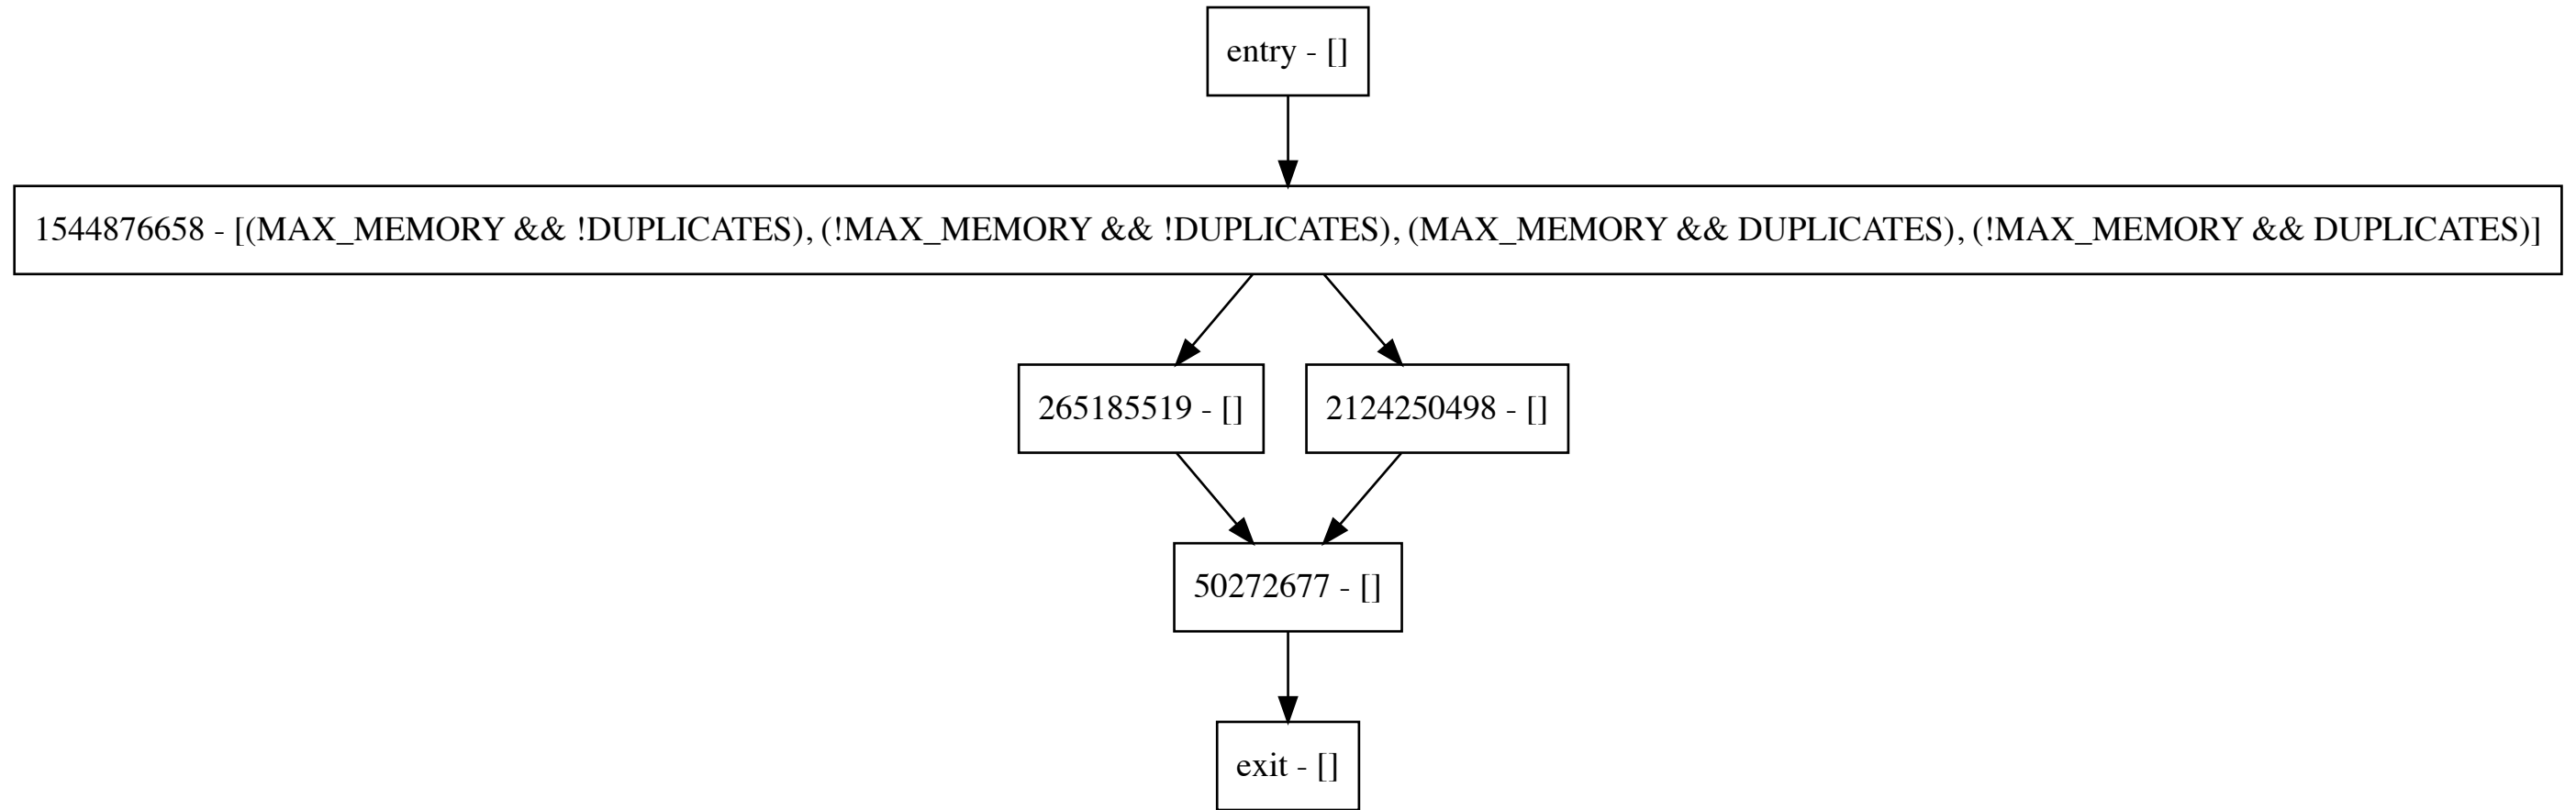 entry - []
1544876658 - [(MAX_MEMORY && !DUPLICATES), (!MAX_MEMORY && !DUPLICATES), (MAX_MEMORY && DUPLICATES), (!MAX_MEMORY && DUPLICATES)]
265185519 - []
2124250498 - []
50272677 - []
exit - []